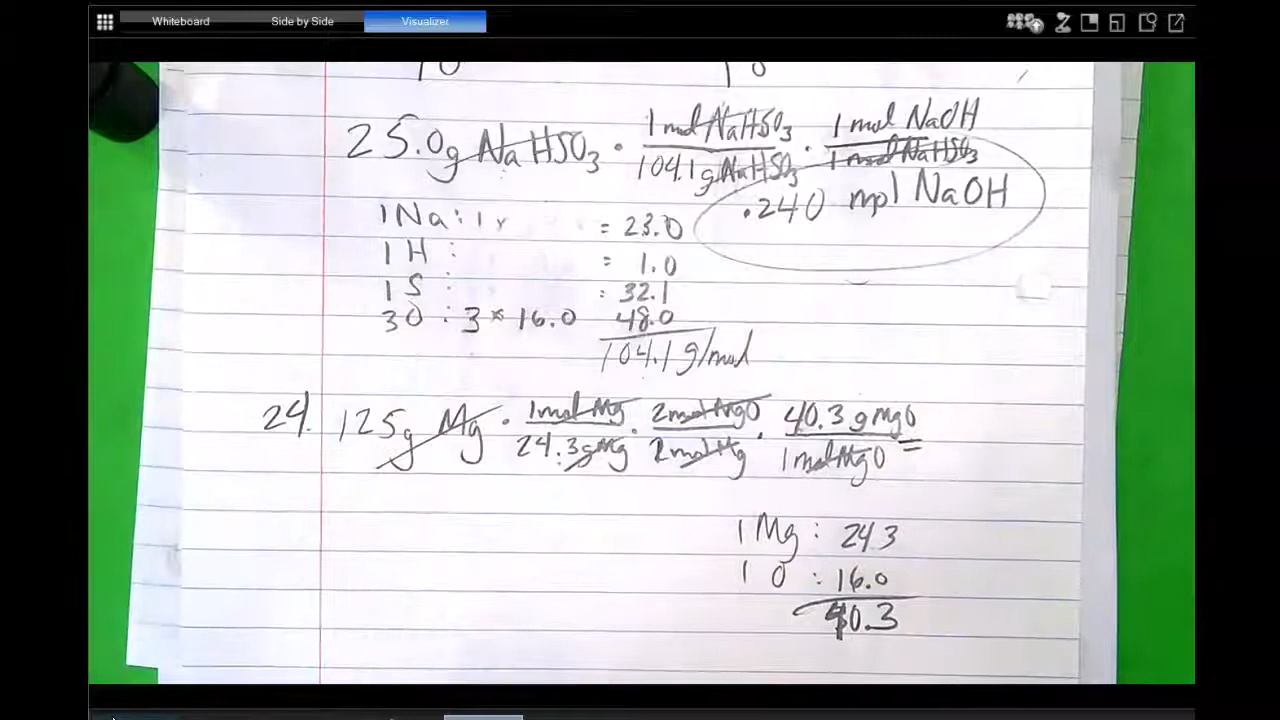 Whiteboard Side by Side Visualizer
25.0g NaHSO3 · 1 mol NaHSO3 / 104.1 g NaHSO3 · 1 mol NaOH / 1 mol NaHSO3
.240 mol NaOH
1 Na : 1 x = 23.0
1 H : = 1.0
1 S : : 32.1
3 O : 3 × 16.0 48.0
104.1 g/mol
24. 125g Mg · 1 mol Mg / 24.3g Mg · 2 mol MgO / 2 mol Mg · 40.3 g MgO / 1 mol MgO =
1 Mg : 24.3
1 O : 16.0
40.3